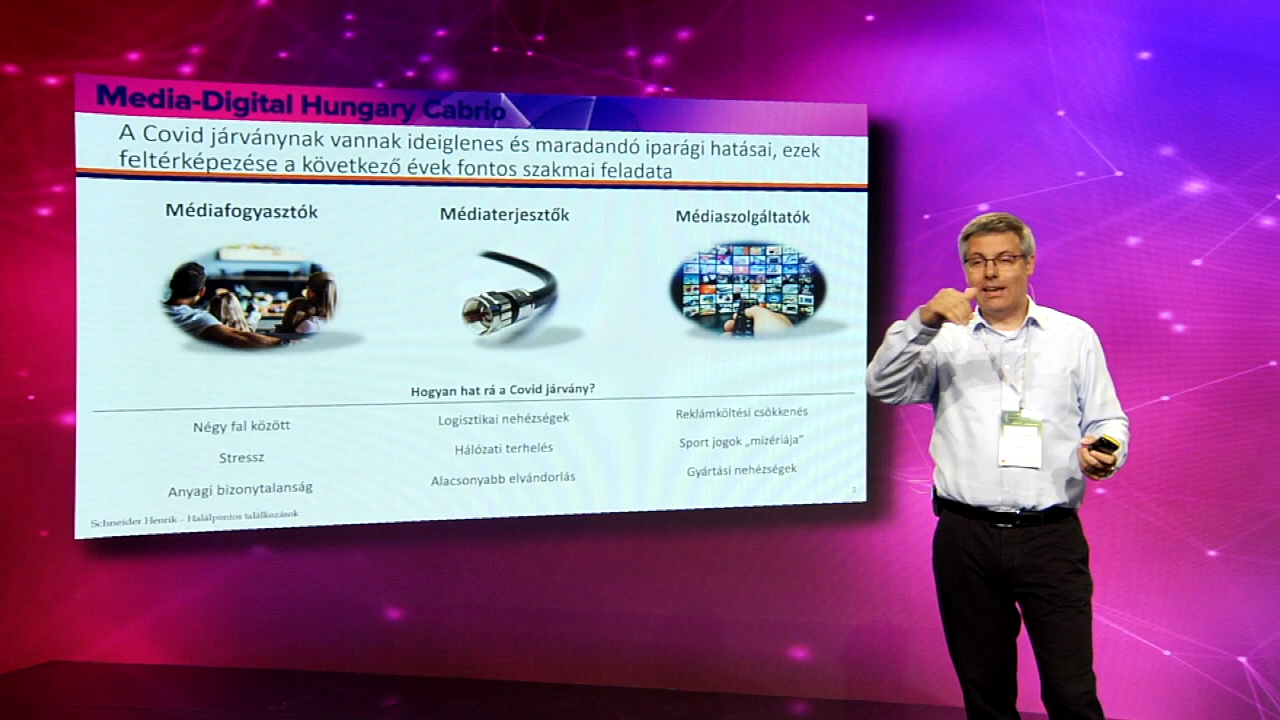 Media-Digital Hungary Cabrio
A Covid járványnak vannak ideiglenes és maradandó iparági hatásai, ezek
feltérképezése a következő évek fontos szakmai feladata
Médiafogyasztók
Médiaterjesztők
Médiaszolgáltatók
Hogyan hat rá a Covid járvány?
Négy fal között
Logisztikai nehézségek
Reklámköltési csökkenés
Stressz
Hálózati terhelés
Sport jogok „mizériája”
Anyagi bizonytalanság
Alacsonyabb elvándorlás
Gyártási nehézségek
Schneider Henrik – Halálpontos találkozások